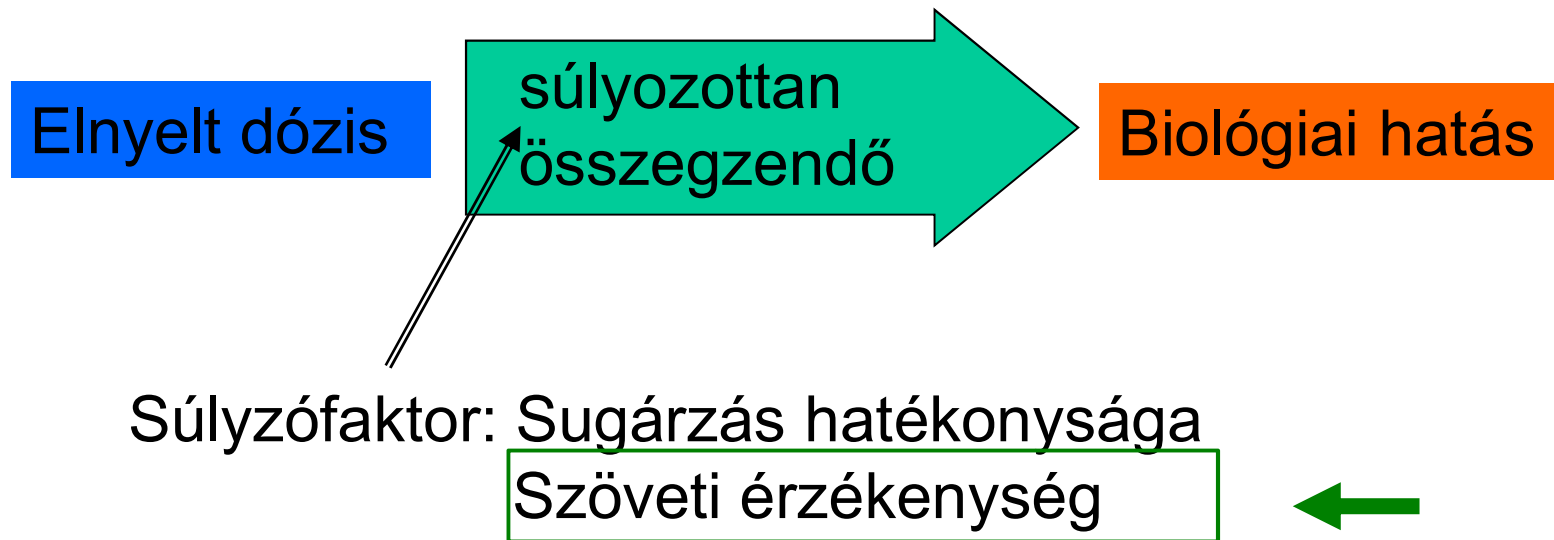 Elnyelt dózis
súlyozottan
összegzendő
Biológiai hatás
Súlyzófaktor: Sugárzás hatékonysága
Szöveti érzékenység